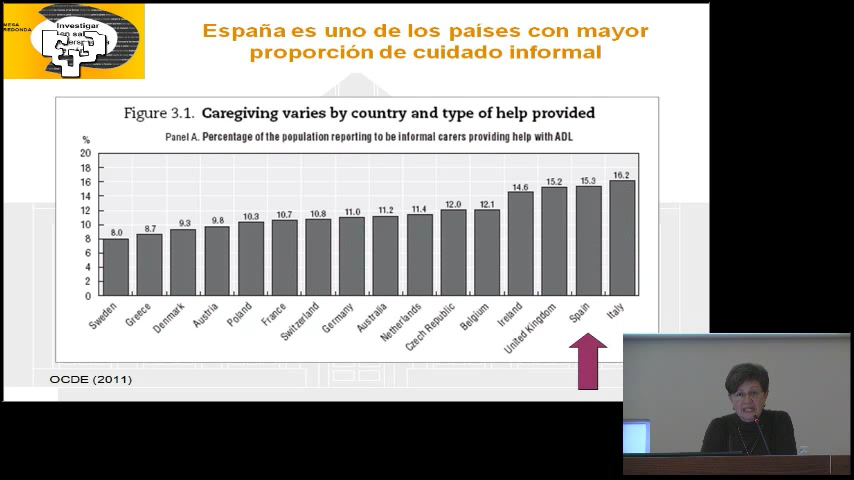 MESA
REDONDA
Investigar
en salu
España es uno de los países con mayor
proporción de cuidado informal
Figure 3.1. Caregiving varies by country and type of help provided
Panel A. Percentage of the population reporting to be informal carers providing help with ADL
%
20
18
16
14
12
10
8
6
4
2
0
8.0
8.7
9.3
9.8
10.3
10.7
10.8
11.0
11.2
11.4
12.0
12.1
14.6
15.2
15.3
16.2
Sweden
Greece
Denmark
Austria
Poland
France
Switzerland
Germany
Australia
Netherlands
Czech Republic
Belgium
Ireland
United Kingdom
Spain
Italy
OCDE (2011)